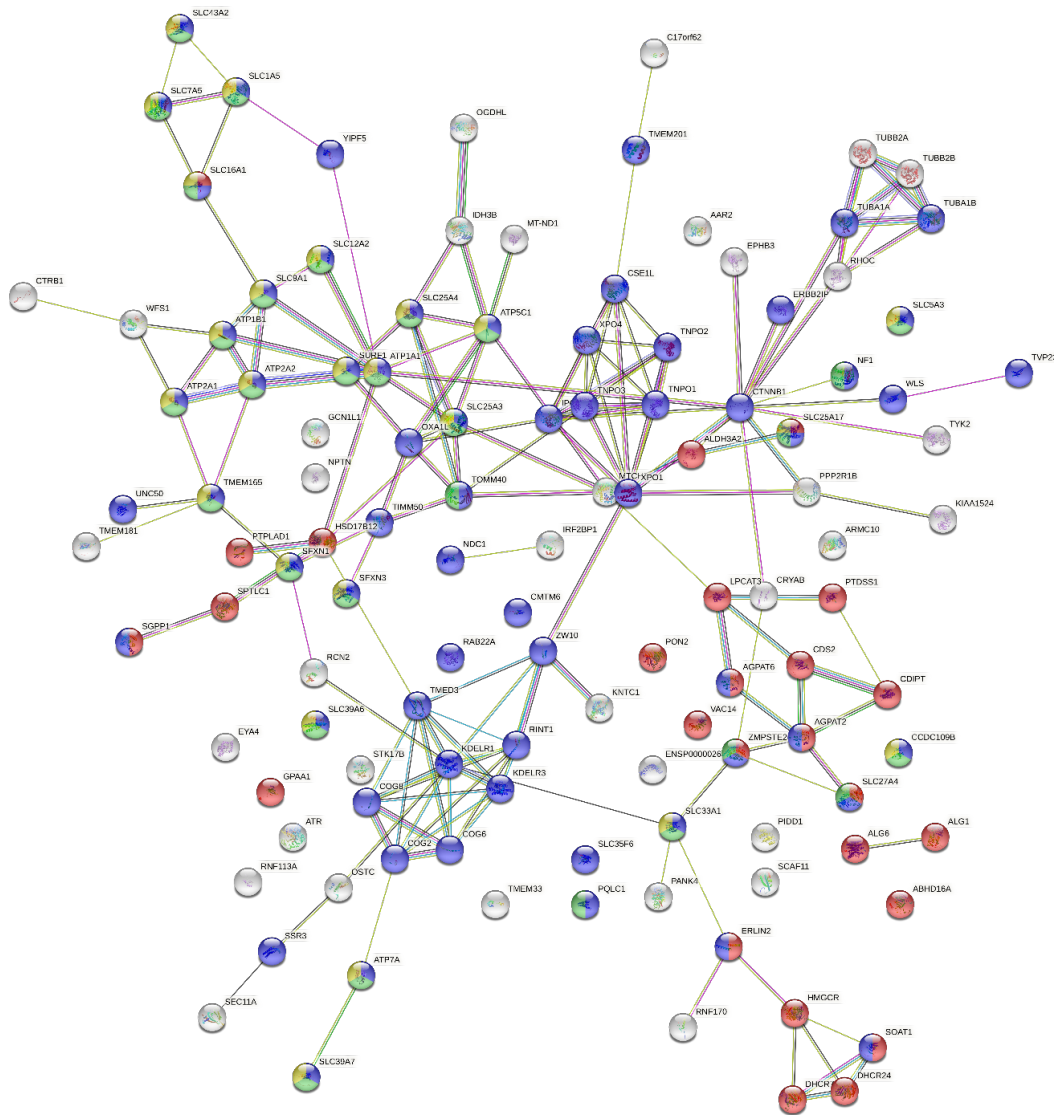 SLC43A2
C17orf62
SLC7A5
SLC1A5
OGDHL
YIPF5
TMEM201
TUBB2A
TUBB2B
SLC16A1
TUBA1A
TUBA1B
IDH3B
MT-ND1
AAR2
EPHB3
RHOC
SLC12A2
CSE1L
ERBB2IP
SLC5A3
CTRB1
SLC9A1
WFS1
SLC25A4
ATP5C1
ATP1B1
XPO4
TNPO2
NF1
TVP23
SURF1
ATP1A1
ATP2A1
ATP2A2
TNPO3
TNPO1
CTNNB1
WLS
GCN1L1
SLC25A3
SLC25A17
TYK2
OXA1L
ALDH3A2
NPTN
TOMM40
XPO1
PPP2R1B
UNC50
TMEM165
TIMM50
KIAA1524
TMEM181
PTPLAD1
HSD17B12
IRF2BP1
ARMC10
SFXN1
NDC1
SPTLC1
SFXN3
CMTM6
LPCAT3
CRYAB
PTDSS1
SGPP1
RAB22A
ZW10
PON2
CDS2
RCN2
AGPAT6
CDIPT
TMED3
KNTC1
SLC39A6
VAC14
AGPAT2
EYA4
RINT1
STK17B
KDELR1
ENSP0000026
CCDC109B
GPAA1
KDELR3
SLC27A4
COG8
SLC33A1
ATR
COG6
PIDD1
ALG6
ALG1
COG2
SLC35F6
RNF113A
OSTC
PANK4
SCAF11
TMEM33
PQLC1
ABHD16A
SSR3
ERLIN2
ATP7A
SEC11A
RNF170
HMGCR
SOAT1
SLC39A7
DHCR24